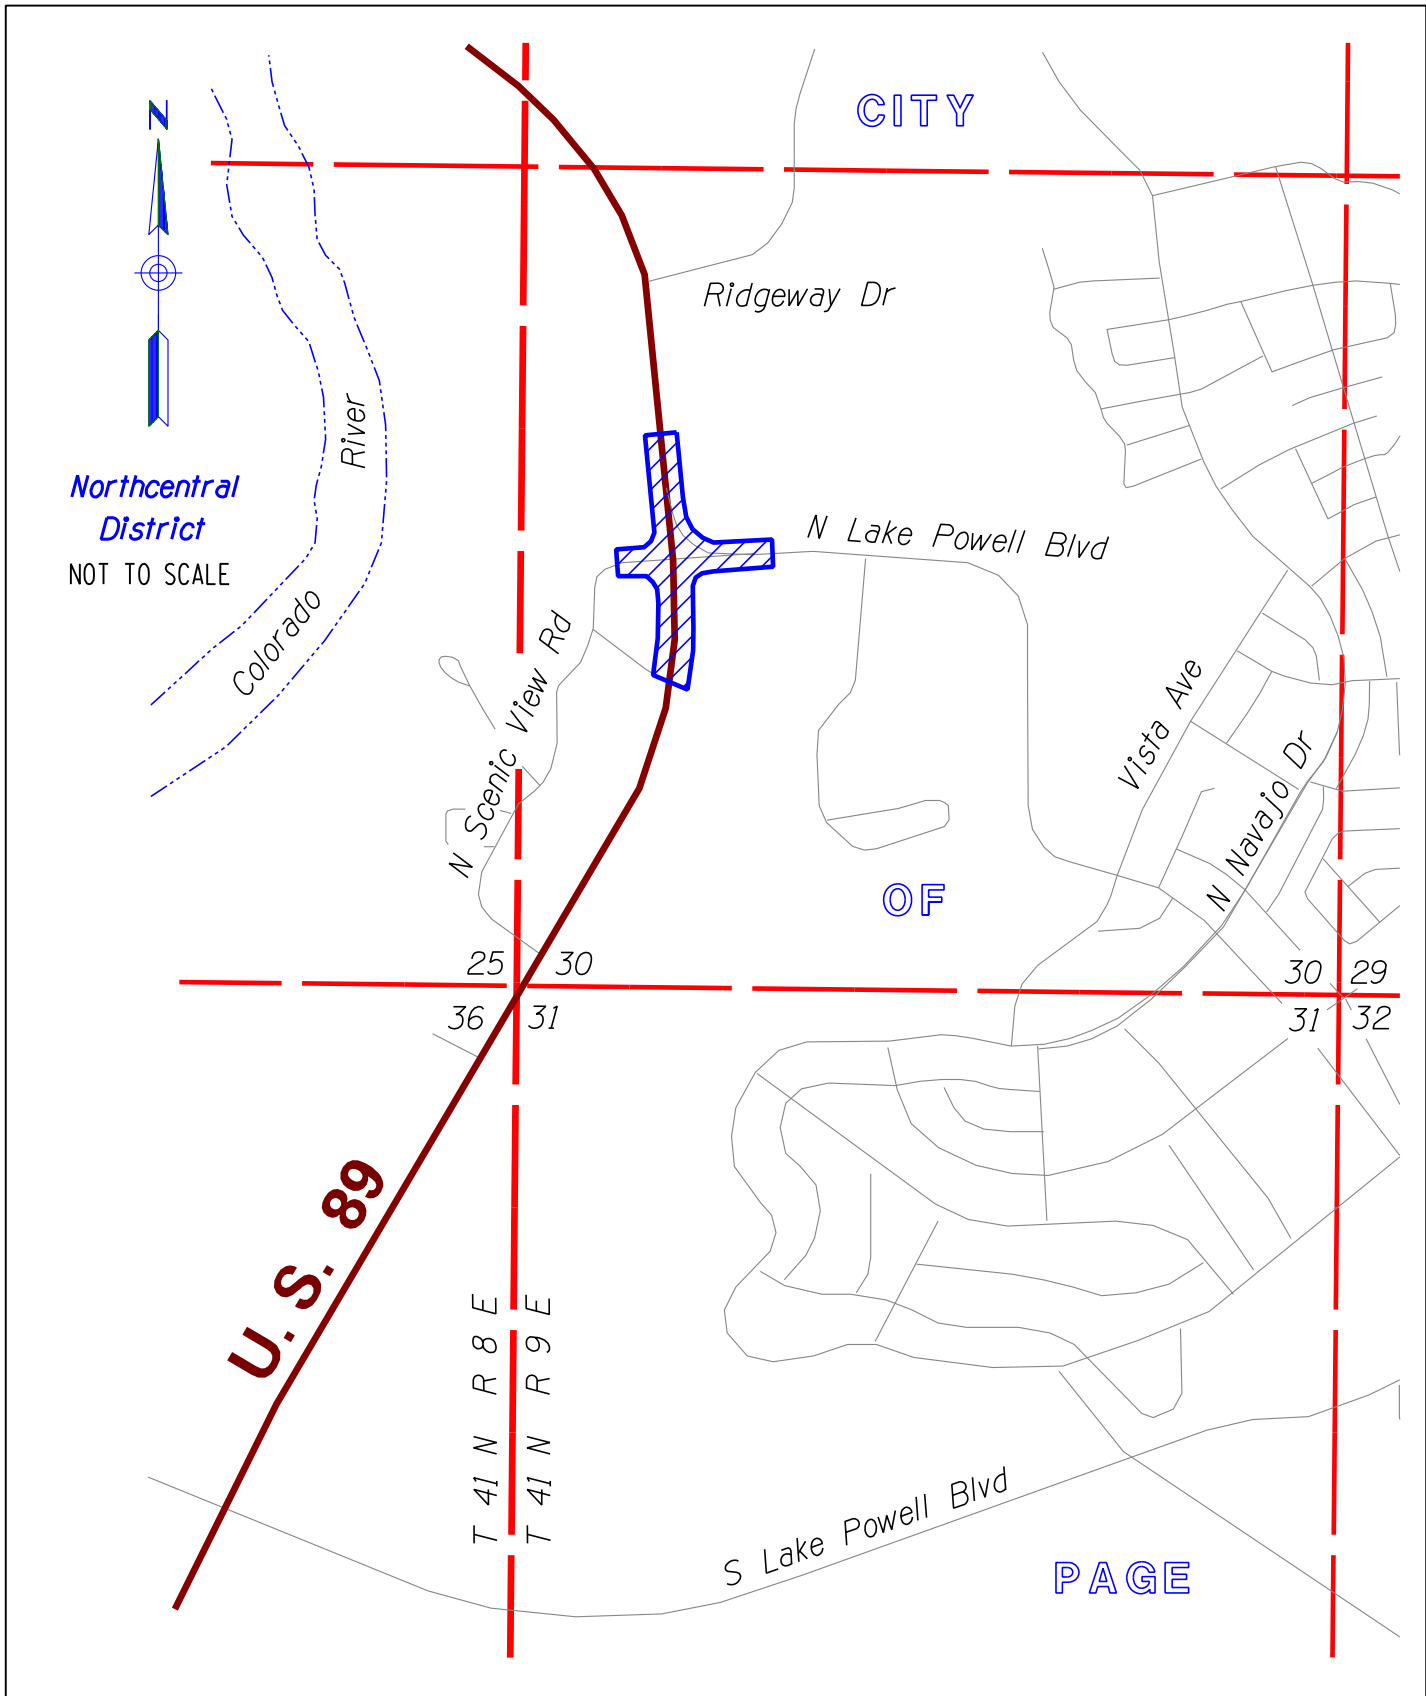 CITY
N
Ridgeway Dr
River
Northcentral
District
NOT TO SCALE
N Lake Powell Blvd
Colorado
N Scenic View Rd
Vista Ave
N Navajo Dr
OF
25 30
36 31
30 29
31 32
U. S. 89
T 41 N R 8 E
T 41 N R 9 E
S Lake Powell Blvd
PAGE